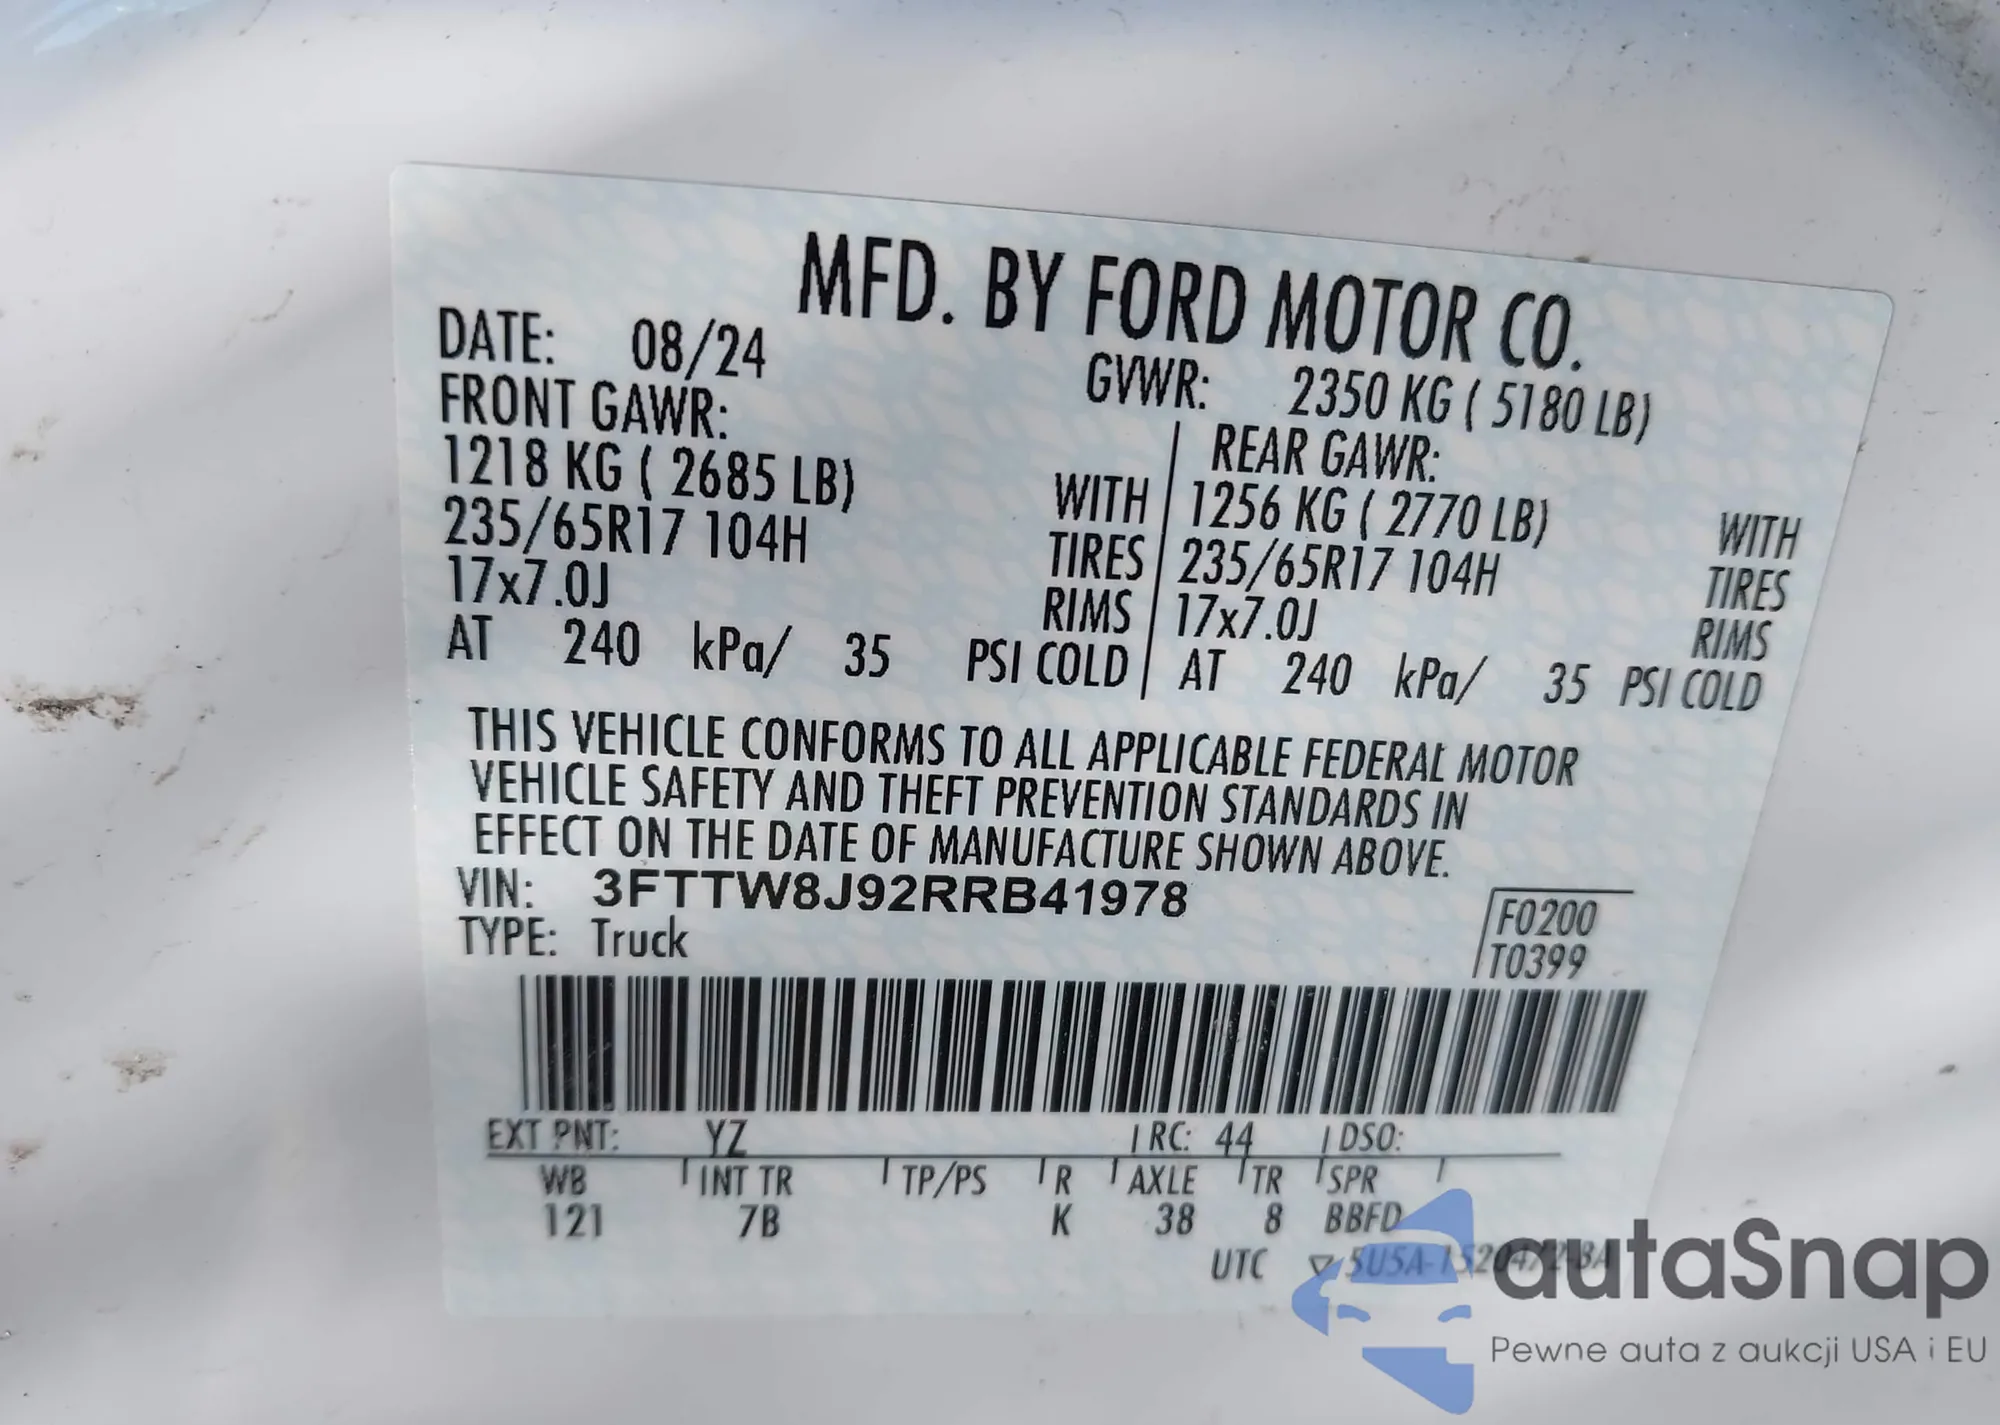 MFD. BY FORD MOTOR CO.
DATE: 08/24
GVWR: 2350 KG ( 5180 LB)
FRONT GAWR:
REAR GAWR:
1218 KG ( 2685 LB) WITH
1256 KG ( 2770 LB) WITH
235/65R17 104H TIRES
235/65R17 104H TIRES
17x7.0J RIMS
17x7.0J RIMS
AT 240 kPa/ 35 PSI COLD
AT 240 kPa/ 35 PSI COLD
THIS VEHICLE CONFORMS TO ALL APPLICABLE FEDERAL MOTOR
VEHICLE SAFETY AND THEFT PREVENTION STANDARDS IN
EFFECT ON THE DATE OF MANUFACTURE SHOWN ABOVE.
VIN: 3FTTW8J92RRB41978
TYPE: Truck
F0200
T0399
EXT PNT: YZ RC: 44 DSO:
WB INT TR TP/PS R AXLE TR SPR
121 7B K 38 8 BBFD
UTC
autaSnap
Pewne auta z aukcji USA i EU